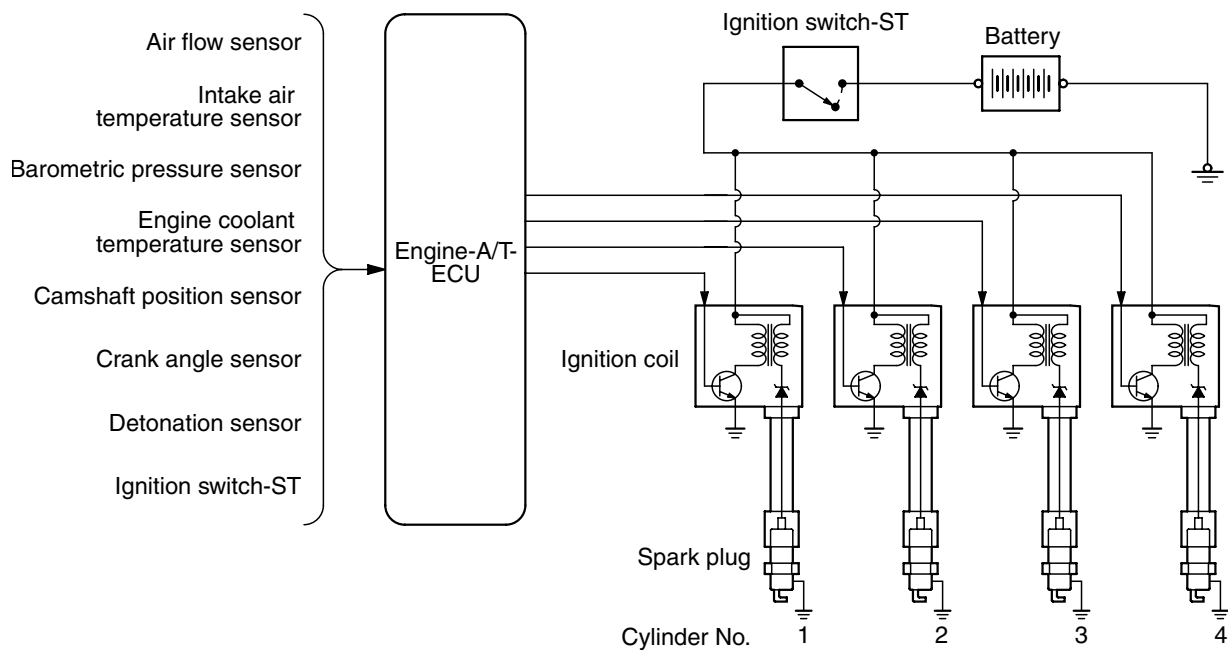 Air flow sensor
Intake air
temperature sensor
Barometric pressure sensor
Engine coolant
temperature sensor
Camshaft position sensor
Crank angle sensor
Detonation sensor
Ignition switch-ST
Engine-A/T-
ECU
Ignition switch-ST
Battery
Ignition coil
Spark plug
Cylinder No. 1 2 3 4